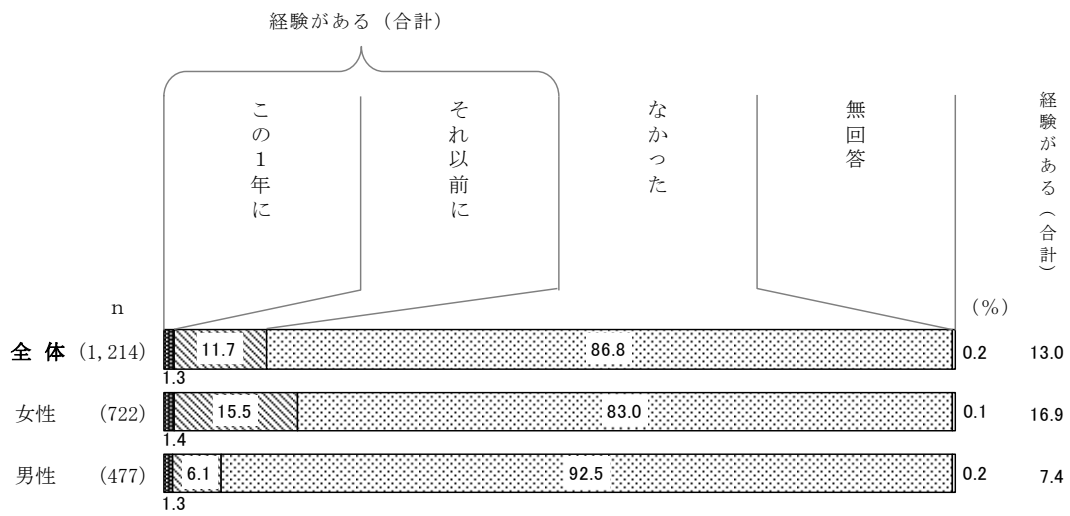 経験がある（合計）
この１年に
それ以前に
なかった
無回答
経験がある（合計）
n
(%)
全 体 (1,214) 11.7 86.8 0.2 13.0
1.3
女性 (722) 15.5 83.0 0.1 16.9
1.4
男性 (477) 6.1 92.5 0.2 7.4
1.3